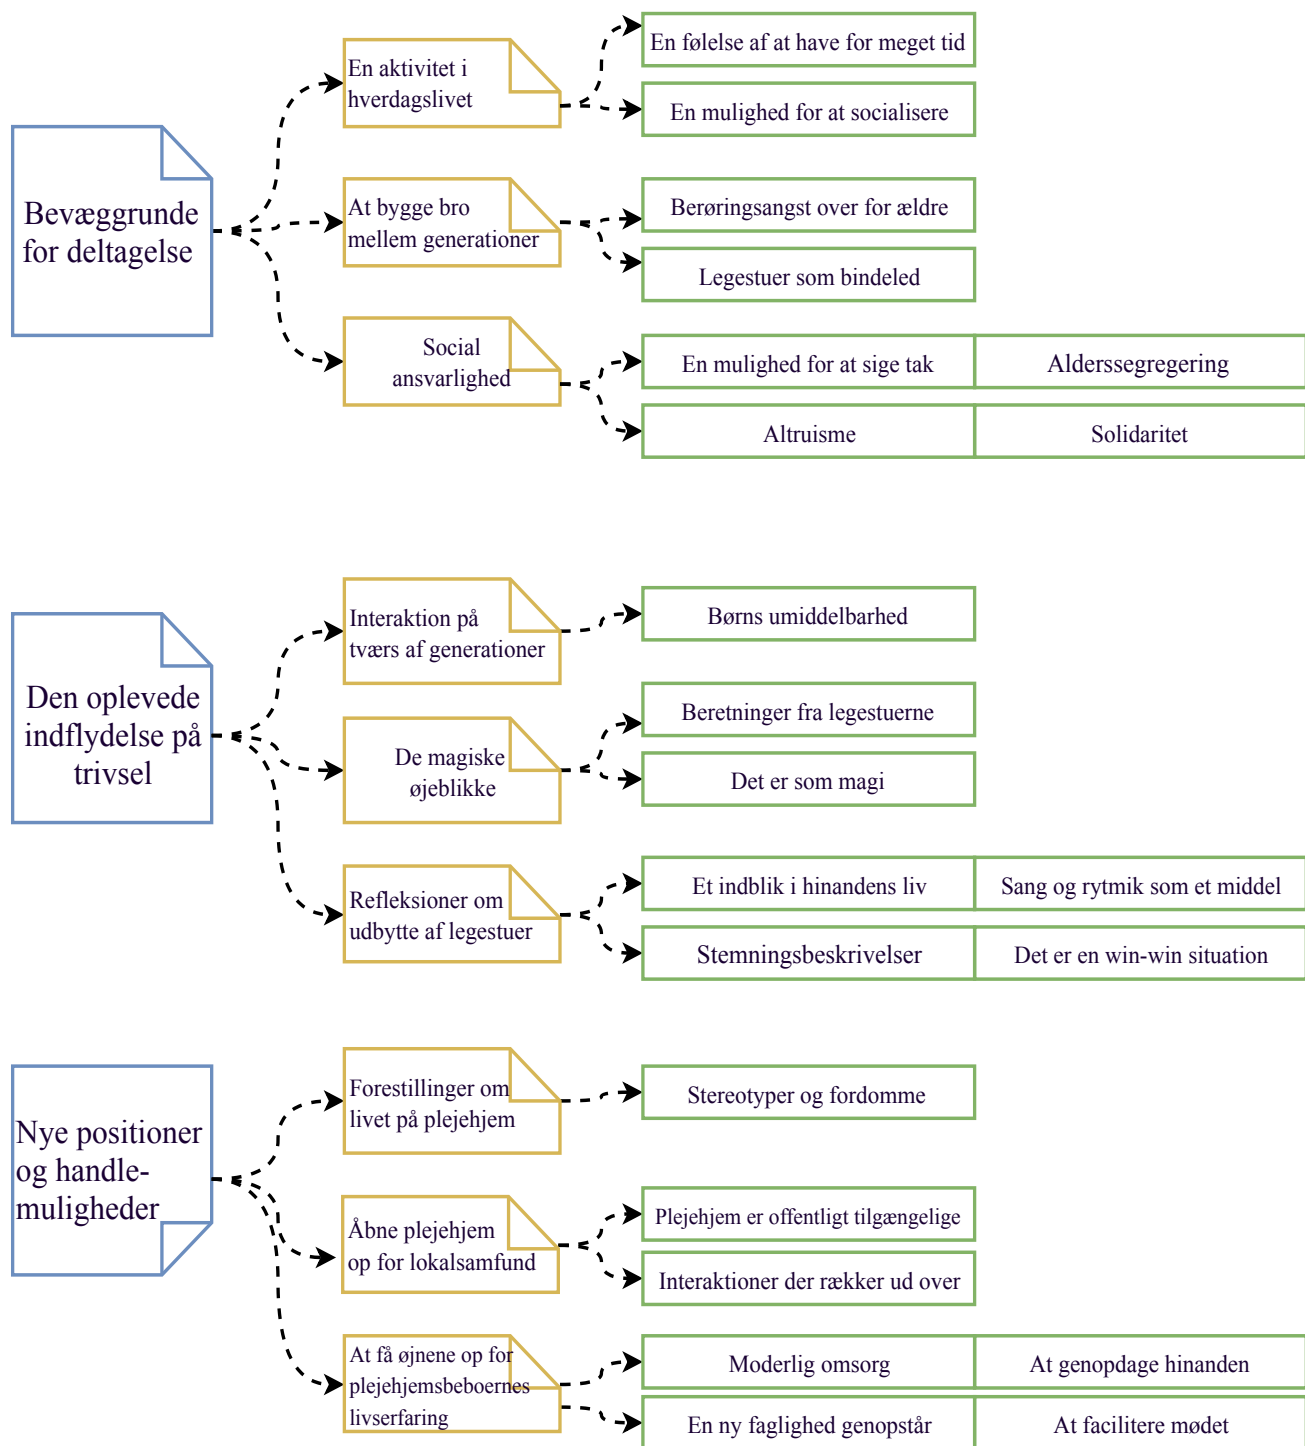 Bevæggrunde
for deltagelse
En aktivitet i
hverdagslivet
En følelse af at have for meget tid
En mulighed for at socialisere
At bygge bro
mellem generationer
Berøringsangst over for ældre
Legestuer som bindeled
Social
ansvarlighed
En mulighed for at sige tak
Alderssegregering
Altruisme
Solidaritet
Den oplevede
indflydelse på
trivsel
Interaktion på
tværs af generationer
Børns umiddelbarhed
De magiske
øjeblikke
Beretninger fra legestuerne
Det er som magi
Refleksioner om
udbytte af legestuer
Et indblik i hinandens liv
Sang og rytmik som et middel
Stemningsbeskrivelser
Det er en win-win situation
Nye positioner
og handle-
muligheder
Forestillinger om
livet på plejehjem
Stereotyper og fordomme
Åbne plejehjem
op for lokalsamfund
Plejehjem er offentligt tilgængelige
Interaktioner der rækker ud over
At få øjnene op for
plejehjemsbeboernes
livserfaring
Moderlig omsorg
At genopdage hinanden
En ny faglighed genopstår
At facilitere mødet